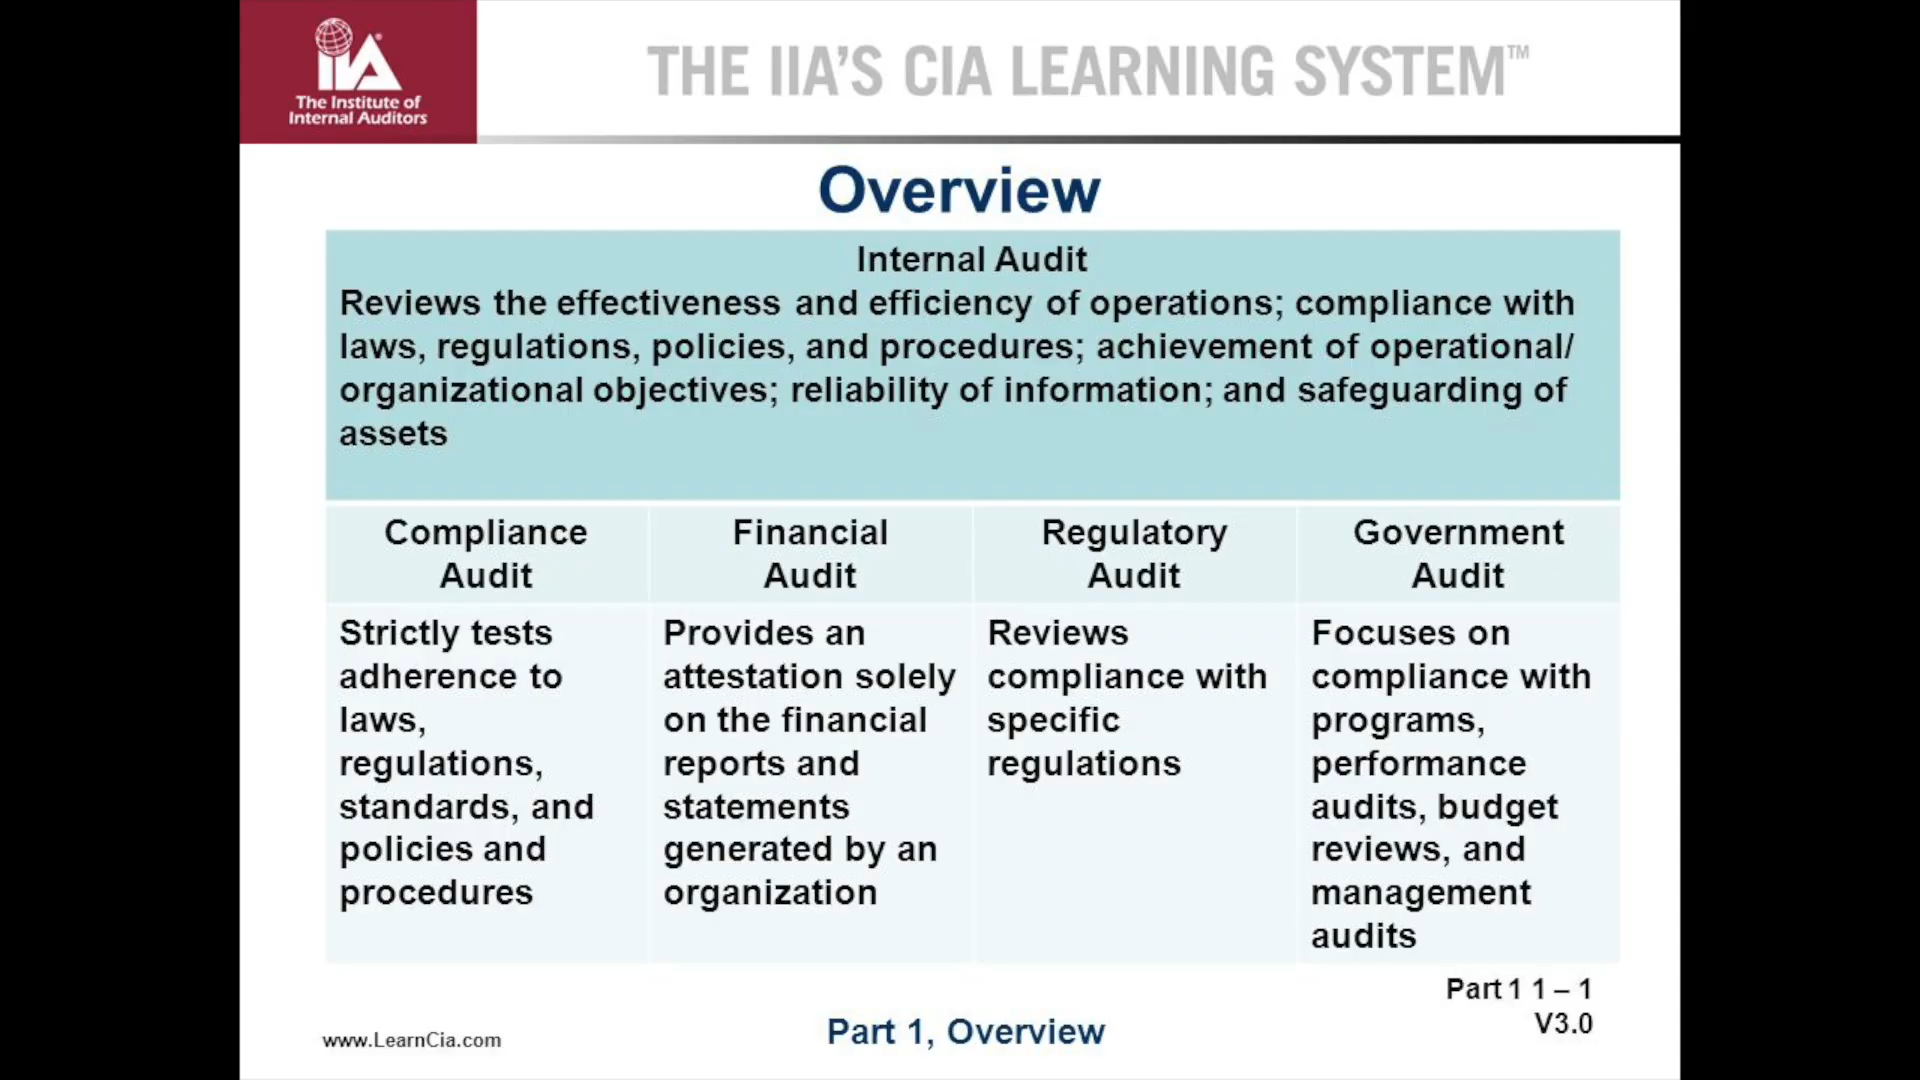 IIA
The Institute of
Internal Auditors
THE IIA'S CIA LEARNING SYSTEM™
Overview
Internal Audit
Reviews the effectiveness and efficiency of operations; compliance with
laws, regulations, policies, and procedures; achievement of operational/
organizational objectives; reliability of information; and safeguarding of
assets
Compliance
Audit
Strictly tests
adherence to
laws,
regulations,
standards, and
policies and
procedures
Financial
Audit
Provides an
attestation solely
on the financial
reports and
statements
generated by an
organization
Regulatory
Audit
Reviews
compliance with
specific
regulations
Government
Audit
Focuses on
compliance with
programs,
performance
audits, budget
reviews, and
management
audits
Part 1 1 – 1
V3.0
www.LearnCia.com
Part 1, Overview